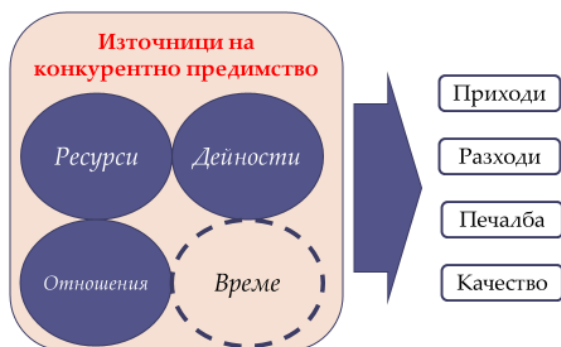 Източници на
конкурентно предимство
Ресурси
Дейности
Отношения
Време
Приходи
Разходи
Печалба
Качество